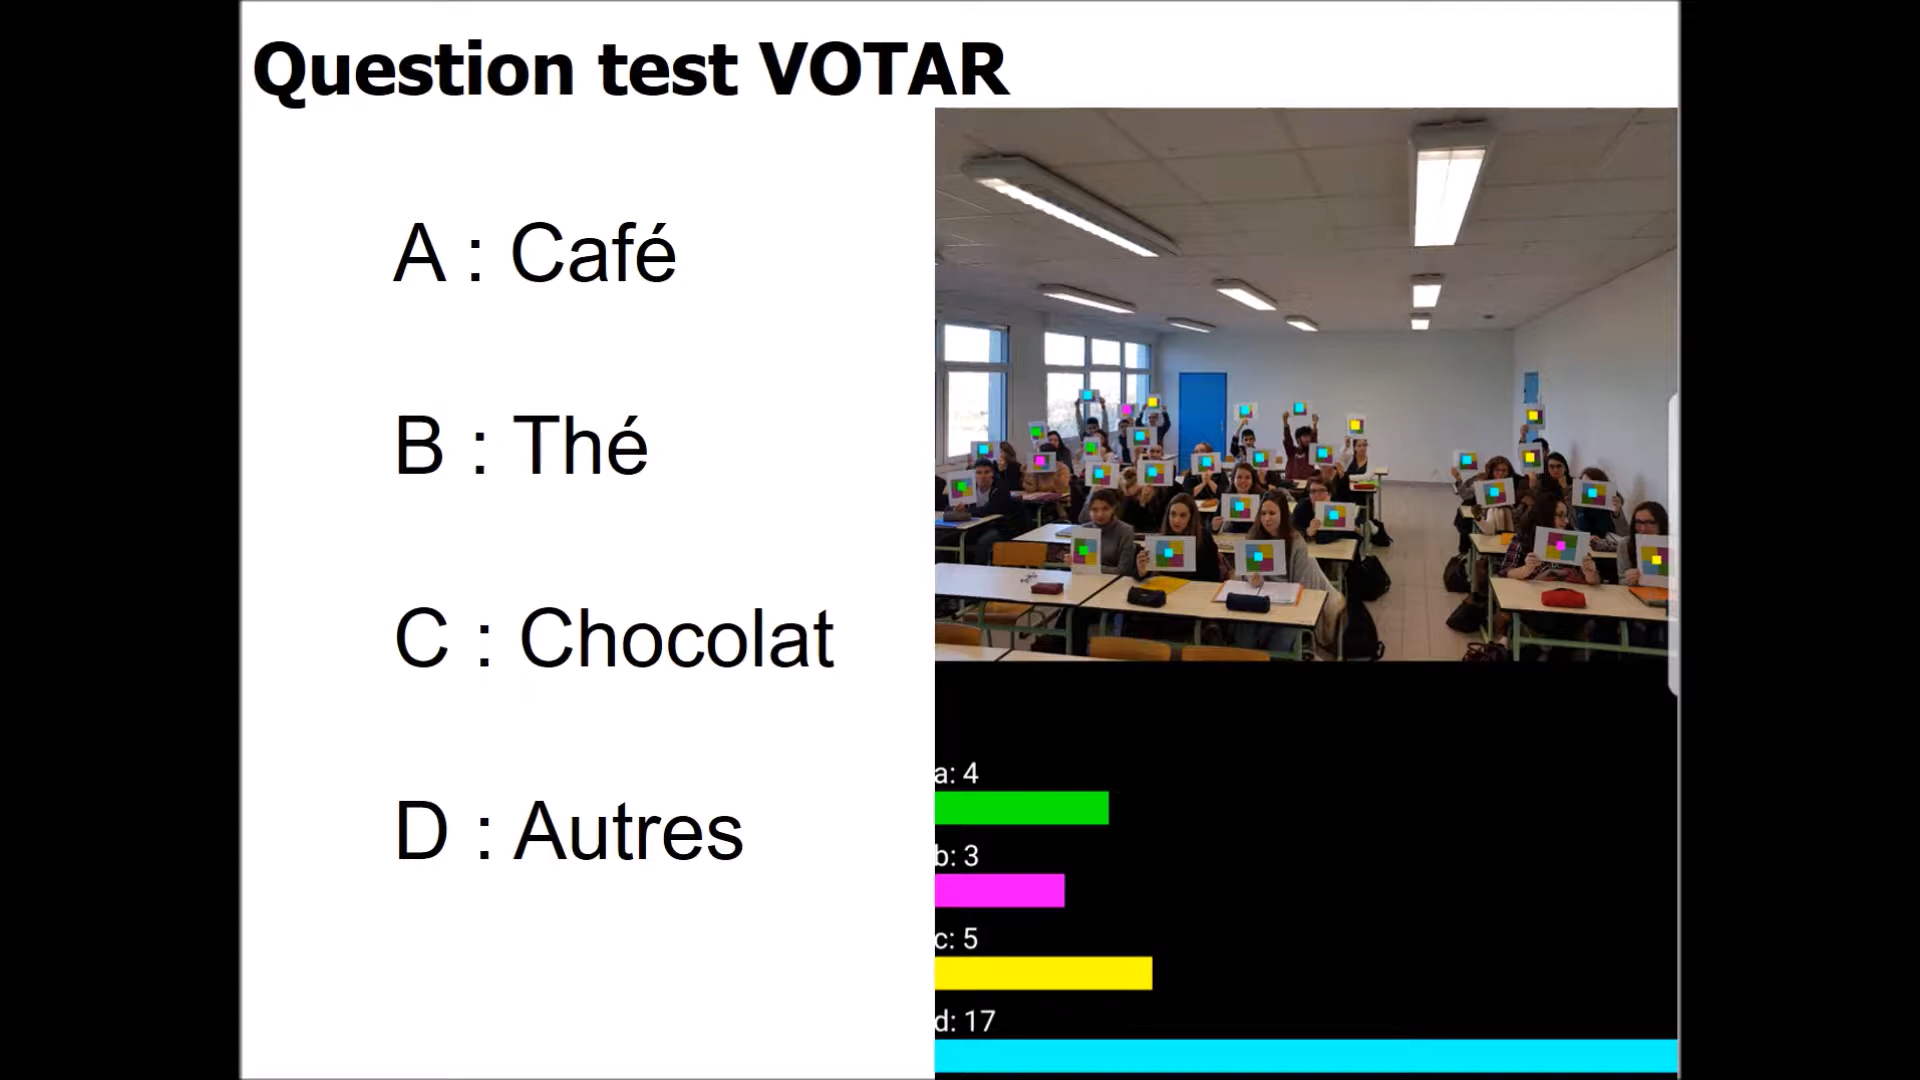 Question test VOTAR
A : Café
B : Thé
C : Chocolat
D : Autres
a: 4
b: 3
c: 5
d: 17